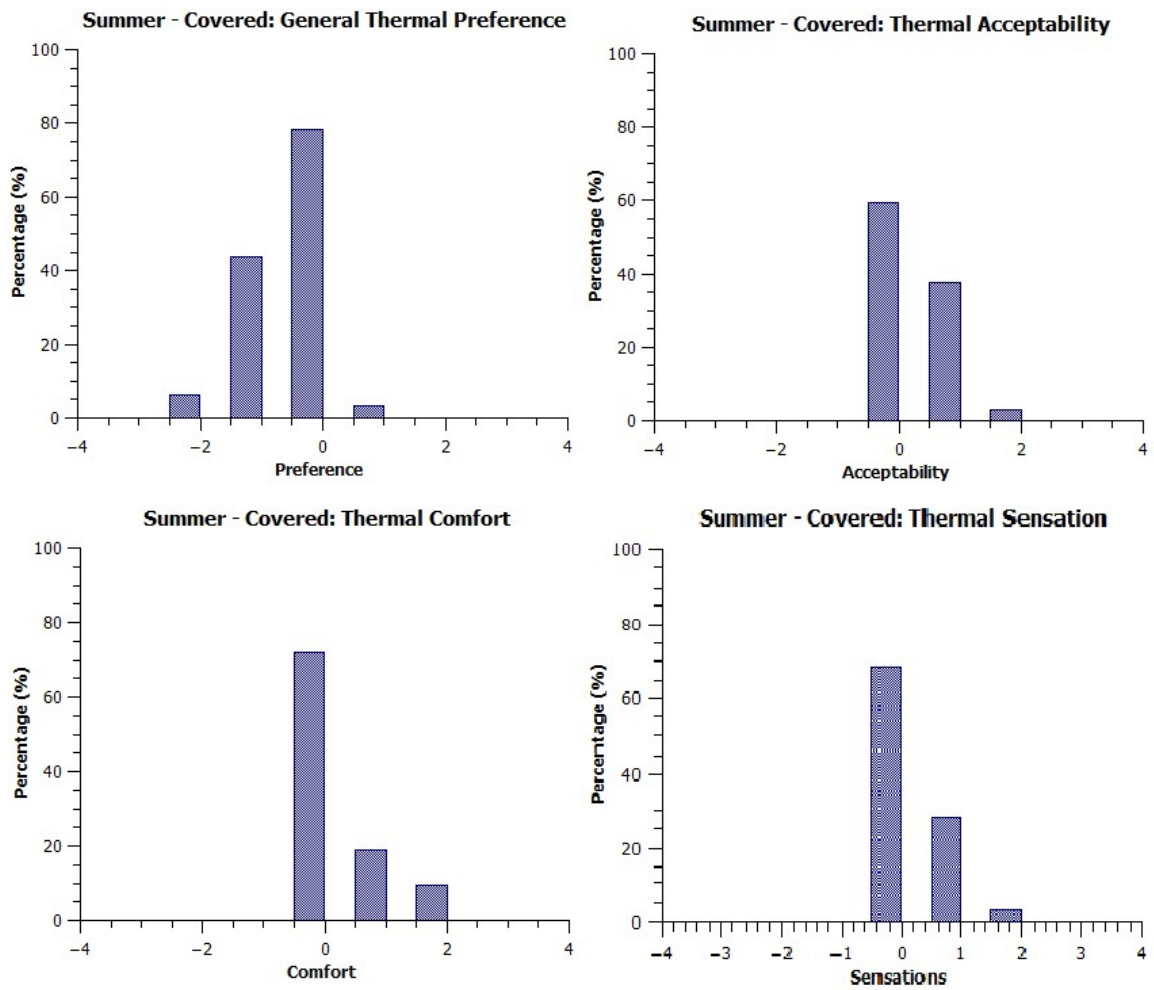 Summer - Covered: General Thermal Preference
100
80
60
40
20
0
Percentage (%)
−4 −2 0 2 4
Preference
Summer - Covered: Thermal Acceptability
100
80
60
40
20
0
Percentage (%)
−4 −2 0 2 4
Acceptability
Summer - Covered: Thermal Comfort
100
80
60
40
20
0
Percentage (%)
−4 −2 0 2 4
Comfort
Summer - Covered: Thermal Sensation
100
80
60
40
20
0
Percentage (%)
−4 −3 −2 −1 0 1 2 3 4
Sensations